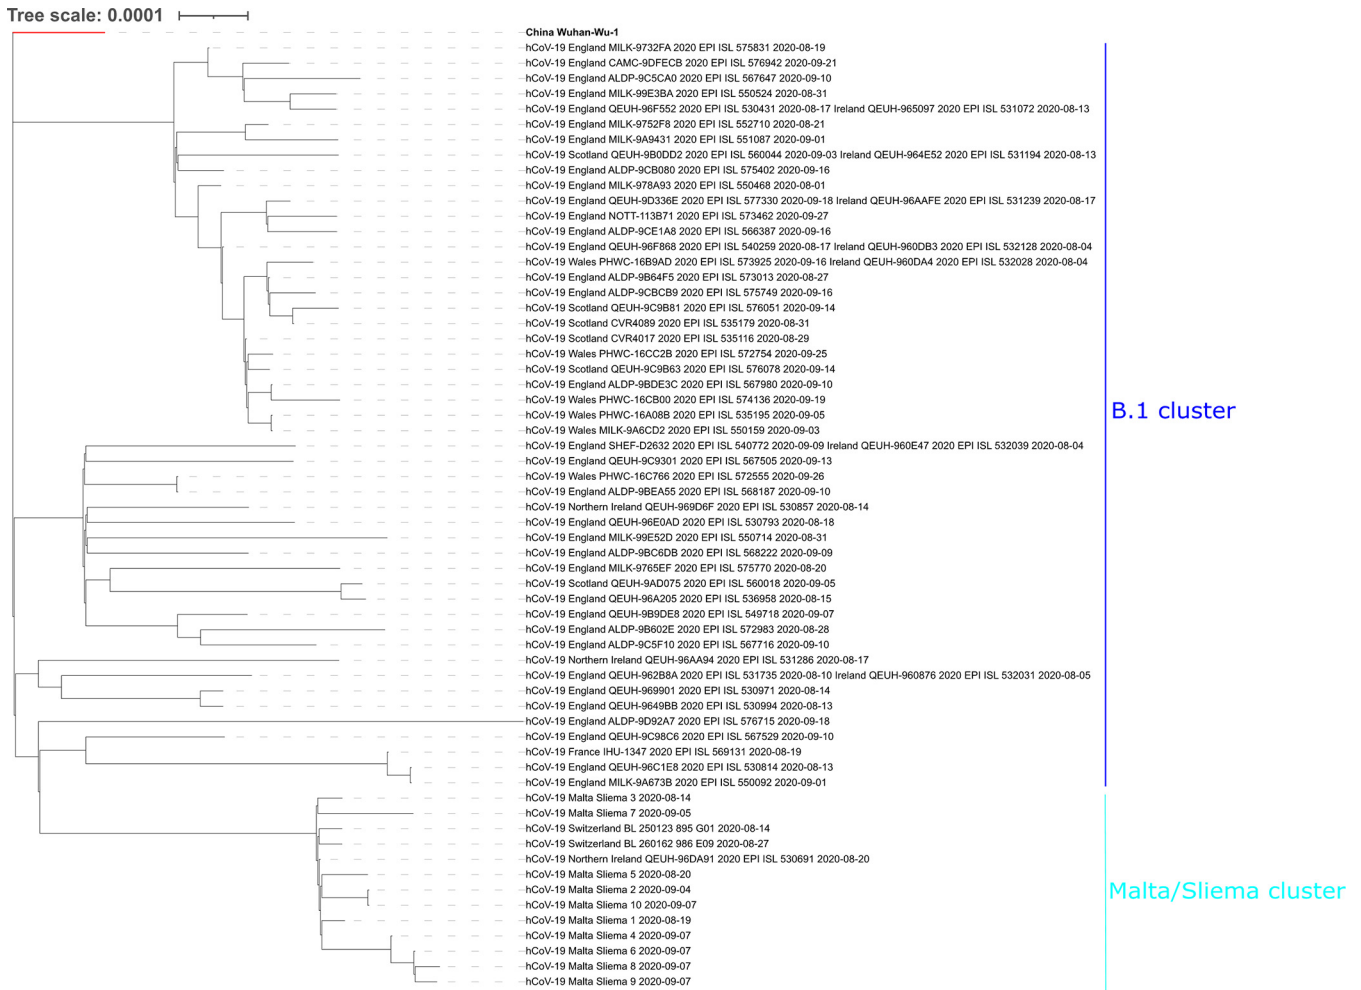 Tree scale: 0.0001
China Wuhan-Wu-1
hCoV-19 England MILK-9732FA 2020 EPI ISL 575831 2020-08-19
hCoV-19 England CAMC-9DFECB 2020 EPI ISL 576942 2020-09-21
hCoV-19 England ALDP-9C5CA0 2020 EPI ISL 567647 2020-09-10
hCoV-19 England MILK-99E3BA 2020 EPI ISL 550524 2020-08-31
hCoV-19 England QEUH-96F552 2020 EPI ISL 530431 2020-08-17 Ireland QEUH-965097 2020 EPI ISL 531072 2020-08-13
hCoV-19 England MILK-9752F8 2020 EPI ISL 552710 2020-08-21
hCoV-19 England MILK-9A9431 2020 EPI ISL 551087 2020-09-01
hCoV-19 Scotland QEUH-9B0DD2 2020 EPI ISL 560044 2020-09-03 Ireland QEUH-964E52 2020 EPI ISL 531194 2020-08-13
hCoV-19 England ALDP-9CB080 2020 EPI ISL 575402 2020-09-16
hCoV-19 England MILK-978A93 2020 EPI ISL 550468 2020-08-01
hCoV-19 England QEUH-9D336E 2020 EPI ISL 577330 2020-09-18 Ireland QEUH-96AAFE 2020 EPI ISL 531239 2020-08-17
hCoV-19 England NOTT-113B71 2020 EPI ISL 573462 2020-09-27
hCoV-19 England ALDP-9CE1A8 2020 EPI ISL 566387 2020-09-16
hCoV-19 England QEUH-96F868 2020 EPI ISL 540259 2020-08-17 Ireland QEUH-960DB3 2020 EPI ISL 532128 2020-08-04
hCoV-19 Wales PHWC-16B9AD 2020 EPI ISL 573925 2020-09-16 Ireland QEUH-960DA4 2020 EPI ISL 532028 2020-08-04
hCoV-19 England ALDP-9B64F5 2020 EPI ISL 573013 2020-08-27
hCoV-19 England ALDP-9CBCB9 2020 EPI ISL 575749 2020-09-16
hCoV-19 Scotland QEUH-9C9B81 2020 EPI ISL 576051 2020-09-14
hCoV-19 Scotland CVR4089 2020 EPI ISL 535179 2020-08-31
hCoV-19 Scotland CVR4017 2020 EPI ISL 535116 2020-08-29
hCoV-19 Wales PHWC-16CC2B 2020 EPI ISL 572754 2020-09-25
hCoV-19 Scotland QEUH-9C9B63 2020 EPI ISL 576078 2020-09-14
hCoV-19 England ALDP-9BDE3C 2020 EPI ISL 567980 2020-09-10
hCoV-19 Wales PHWC-16CB00 2020 EPI ISL 574136 2020-09-19
hCoV-19 Wales PHWC-16A08B 2020 EPI ISL 535195 2020-09-05
hCoV-19 Wales MILK-9A6CD2 2020 EPI ISL 550159 2020-09-03
hCoV-19 England SHEF-D2632 2020 EPI ISL 540772 2020-09-09 Ireland QEUH-960E47 2020 EPI ISL 532039 2020-08-04
hCoV-19 England QEUH-9C9301 2020 EPI ISL 567505 2020-09-13
hCoV-19 Wales PHWC-16C766 2020 EPI ISL 572555 2020-09-26
hCoV-19 England ALDP-9BEA55 2020 EPI ISL 568187 2020-09-10
hCoV-19 Northern Ireland QEUH-969D6F 2020 EPI ISL 530857 2020-08-14
hCoV-19 England QEUH-96E0AD 2020 EPI ISL 530793 2020-08-18
hCoV-19 England MILK-99E52D 2020 EPI ISL 550714 2020-08-31
hCoV-19 England ALDP-9BC6DB 2020 EPI ISL 568222 2020-09-09
hCoV-19 England MILK-9765EF 2020 EPI ISL 575770 2020-08-20
hCoV-19 Scotland QEUH-9AD075 2020 EPI ISL 560018 2020-09-05
hCoV-19 England QEUH-96A205 2020 EPI ISL 536958 2020-08-15
hCoV-19 England QEUH-9B9DE8 2020 EPI ISL 549718 2020-09-07
hCoV-19 England ALDP-9B602E 2020 EPI ISL 572983 2020-08-28
hCoV-19 England ALDP-9C5F10 2020 EPI ISL 567716 2020-09-10
hCoV-19 Northern Ireland QEUH-96AA94 2020 EPI ISL 531286 2020-08-17
hCoV-19 England QEUH-962B8A 2020 EPI ISL 531735 2020-08-10 Ireland QEUH-960876 2020 EPI ISL 532031 2020-08-05
hCoV-19 England QEUH-969901 2020 EPI ISL 530971 2020-08-14
hCoV-19 England QEUH-9649BB 2020 EPI ISL 530994 2020-08-13
hCoV-19 England ALDP-9D92A7 2020 EPI ISL 576715 2020-09-18
hCoV-19 England QEUH-9C98C6 2020 EPI ISL 567529 2020-09-10
hCoV-19 France IHU-1347 2020 EPI ISL 569131 2020-08-19
hCoV-19 England QEUH-96C1E8 2020 EPI ISL 530814 2020-08-13
hCoV-19 England MILK-9A673B 2020 EPI ISL 550092 2020-09-01
B.1 cluster
hCoV-19 Malta Sliema 3 2020-08-14
hCoV-19 Malta Sliema 7 2020-09-05
hCoV-19 Switzerland BL 250123 895 G01 2020-08-14
hCoV-19 Switzerland BL 260162 986 E09 2020-08-27
hCoV-19 Northern Ireland QEUH-96DA91 2020 EPI ISL 530691 2020-08-20
hCoV-19 Malta Sliema 5 2020-08-20
hCoV-19 Malta Sliema 2 2020-09-04
hCoV-19 Malta Sliema 10 2020-09-07
hCoV-19 Malta Sliema 1 2020-08-19
hCoV-19 Malta Sliema 4 2020-09-07
hCoV-19 Malta Sliema 6 2020-09-07
hCoV-19 Malta Sliema 8 2020-09-07
hCoV-19 Malta Sliema 9 2020-09-07
Malta/Sliema cluster